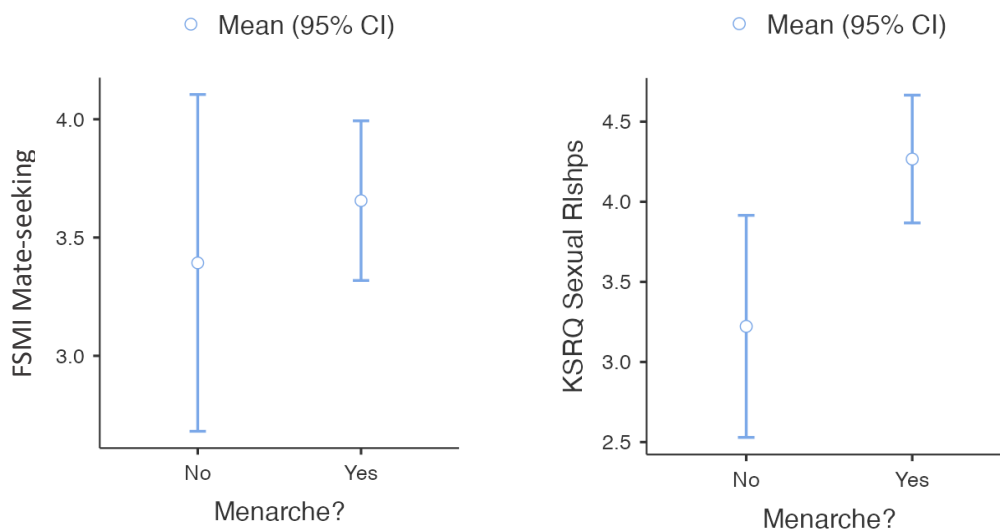 Mean (95% CI)
FSMI Mate-seeking
4.0
3.5
3.0
No
Yes
Menarche?
Mean (95% CI)
KSRQ Sexual Rlshps
4.5
4.0
3.5
3.0
2.5
No
Yes
Menarche?